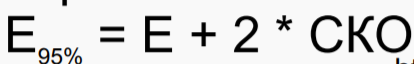 E95% = E + 2 * СКО